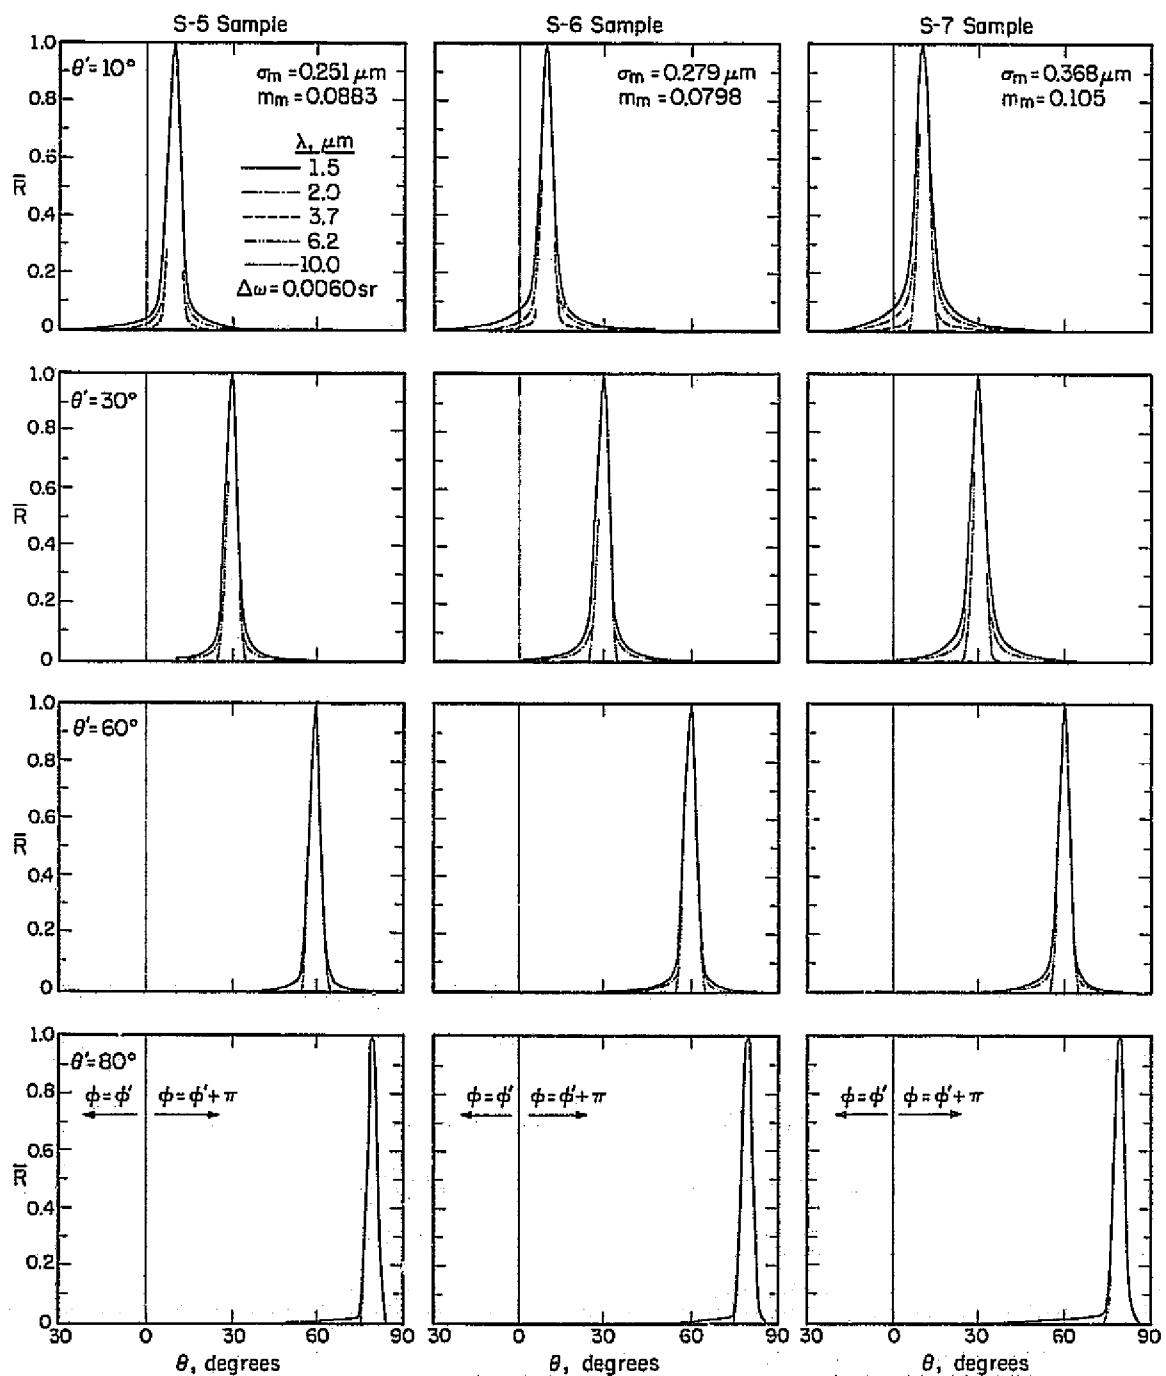 S-5 Sample
S-6 Sample
S-7 Sample
1.0
0.8
0.6
0.4
0.2
0
R̅
θ'=10°
σm=0.251 μm
mm=0.0883
λ, μm
1.5
2.0
3.7
6.2
10.0
Δω=0.0060 sr
σm=0.279 μm
mm=0.0798
σm=0.368 μm
mm=0.105
1.0
0.8
0.6
0.4
0.2
0
R̅
θ'=30°
1.0
0.8
0.6
0.4
0.2
0
R̅
θ'=60°
30
1.0
0.8
0.6
0.4
0.2
0
R̅
θ'=80°
ϕ=ϕ' ϕ=ϕ'+π
ϕ=ϕ' ϕ=ϕ'+π
ϕ=ϕ' ϕ=ϕ'+π
30 0 30 60 90
30 0 30 60 90
30 0 30 60 90
θ, degrees
θ, degrees
θ, degrees